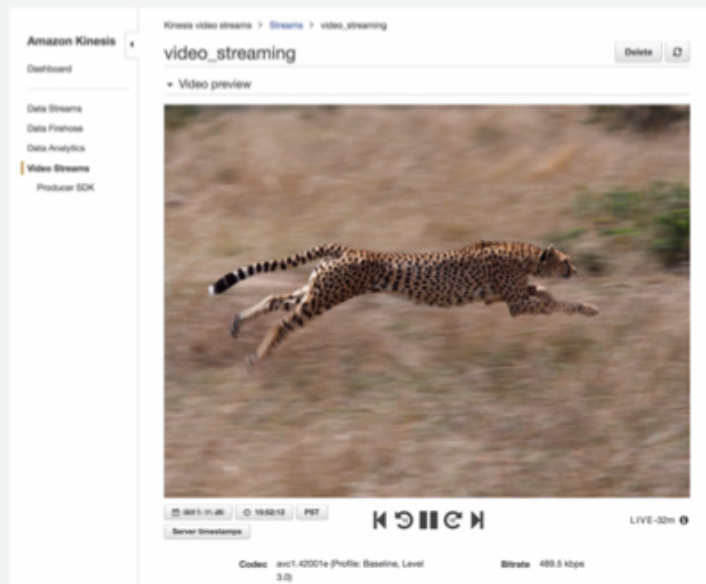 Kinesis video streams > Streams > video_streaming
Amazon Kinesis
video_streaming
Delete
Dashboard
Video preview
Data Streams
Data Firehose
Data Analytics
Video Streams
Producer SDK
15:02:12
PST
LIVE-32m
Server timestamps
Codec avc1.42001e (Profile: Baseline, Level 3.0)
Bitrate 489.5 kbps